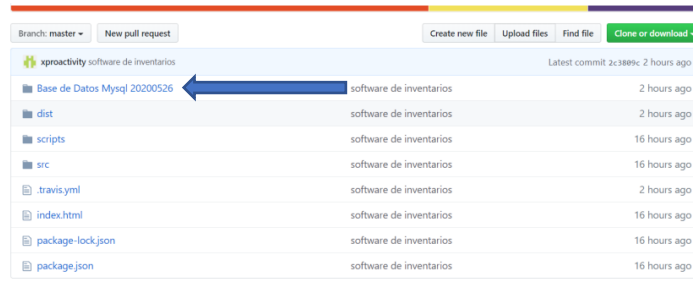 Branch: master New pull request Create new file Upload files Find file Clone or download
xproactivity software de inventarios Latest commit 2c3809c 2 hours ago
Base de Datos Mysql 20200526 software de inventarios 2 hours ago
dist software de inventarios 2 hours ago
scripts software de inventarios 16 hours ago
src software de inventarios 16 hours ago
.travis.yml software de inventarios 2 hours ago
index.html software de inventarios 16 hours ago
package-lock.json software de inventarios 16 hours ago
package.json software de inventarios 16 hours ago